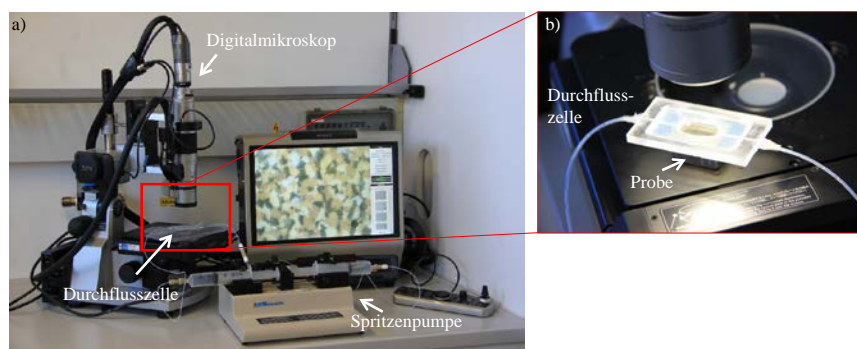 a)
Digitalmikroskop
Durchflusszelle
Spritzenpumpe
b)
Durchfluss-
zelle
Probe